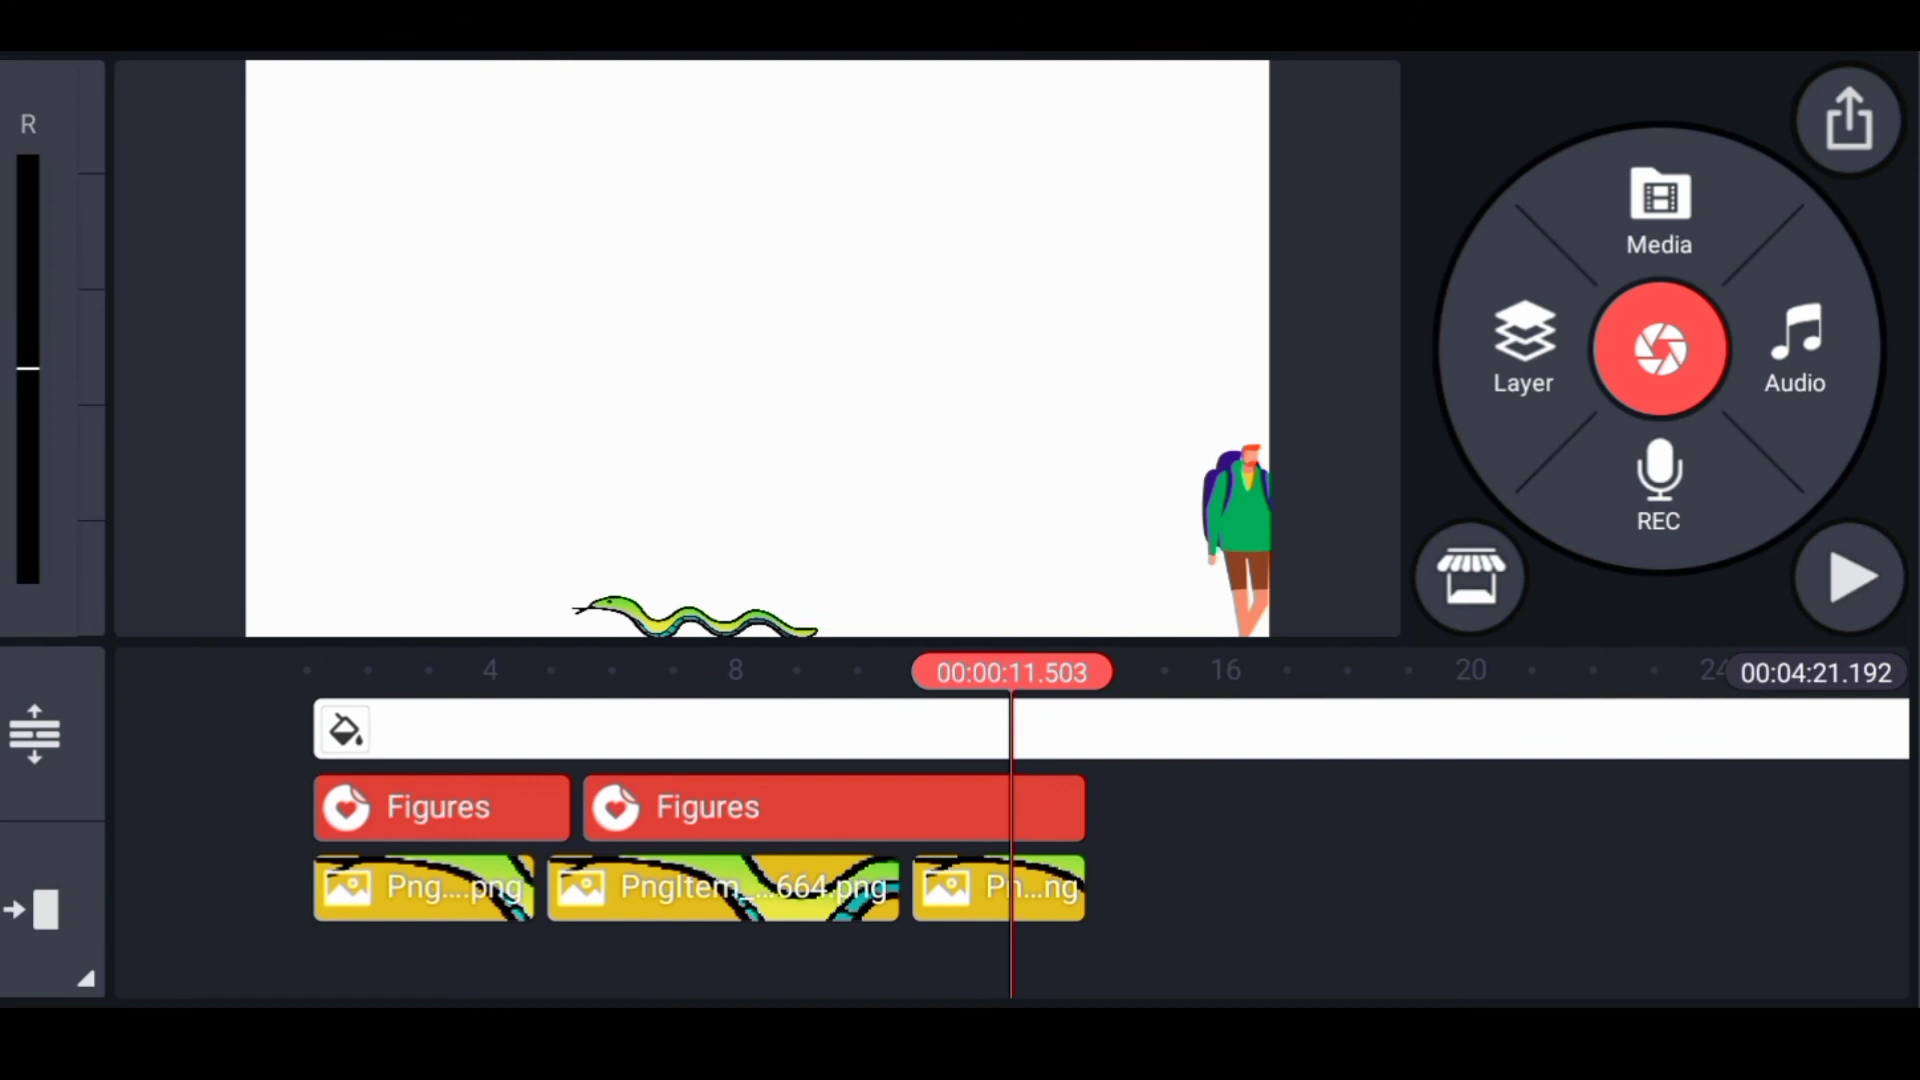 R
Media
Layer
Audio
REC
4
8
00:00:11.503
16
20
24
00:04:21.192
Figures
Figures
Png....png
PngItem_...664.png
Pn...ng